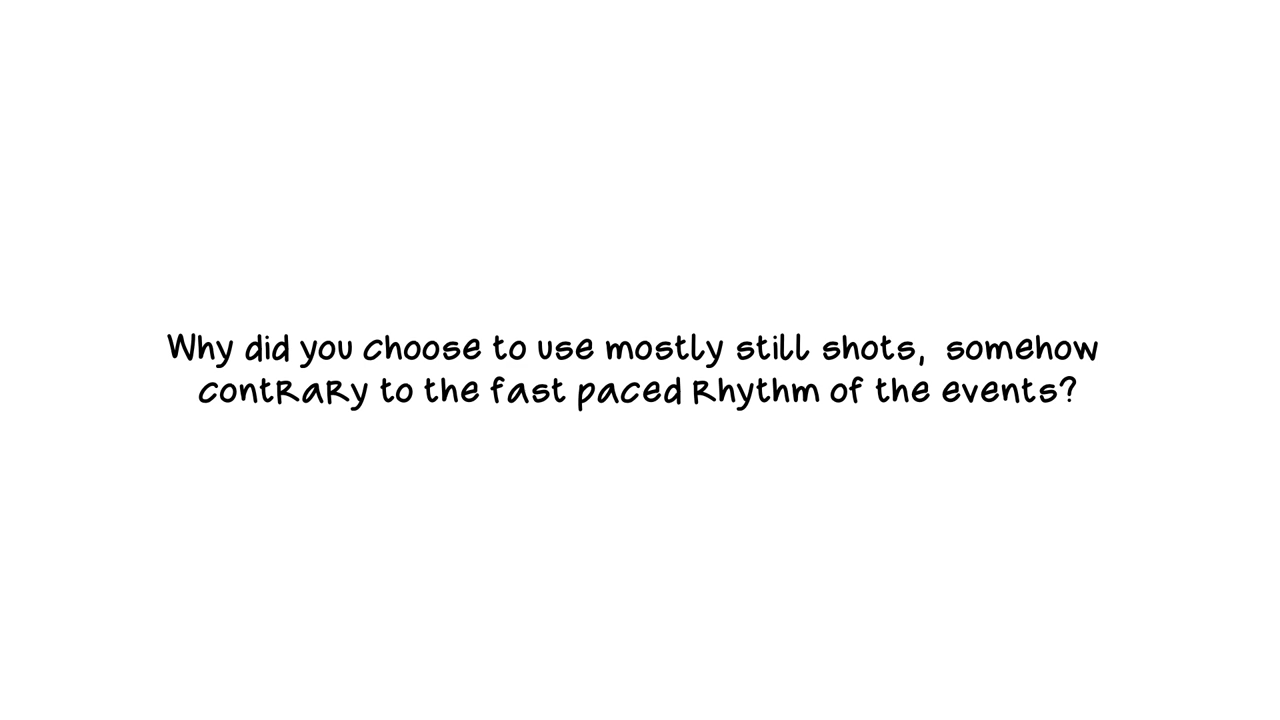 Why did you choose to use mostly still shots,  somehow
contRaRy to the fast paced Rhythm of the events?